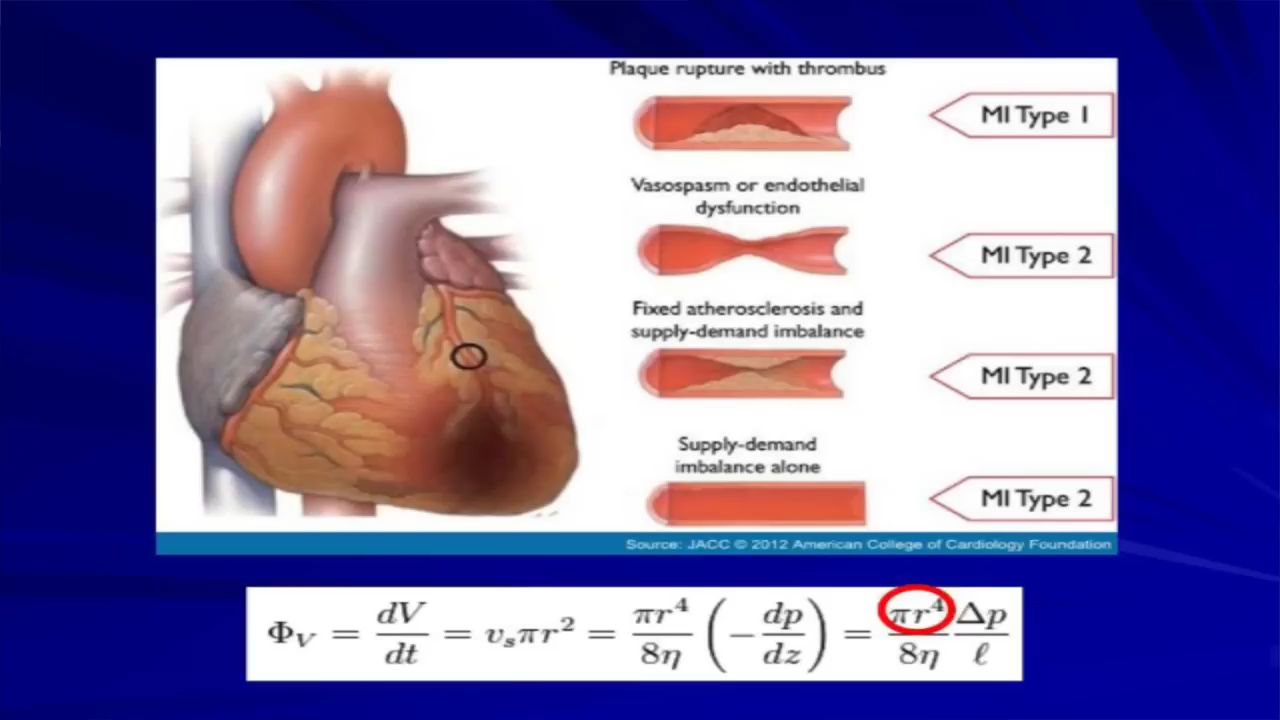 Plaque rupture with thrombus
MI Type 1
Vasospasm or endothelial
dysfunction
MI Type 2
Fixed atherosclerosis and
supply-demand imbalance
MI Type 2
Supply-demand
imbalance alone
MI Type 2
Source: JACC © 2012 American College of Cardiology Foundation
Φ_V = dV/dt = v_s πr² = πr⁴/8η (−dp/dz) = πr⁴/8η Δp/ℓ